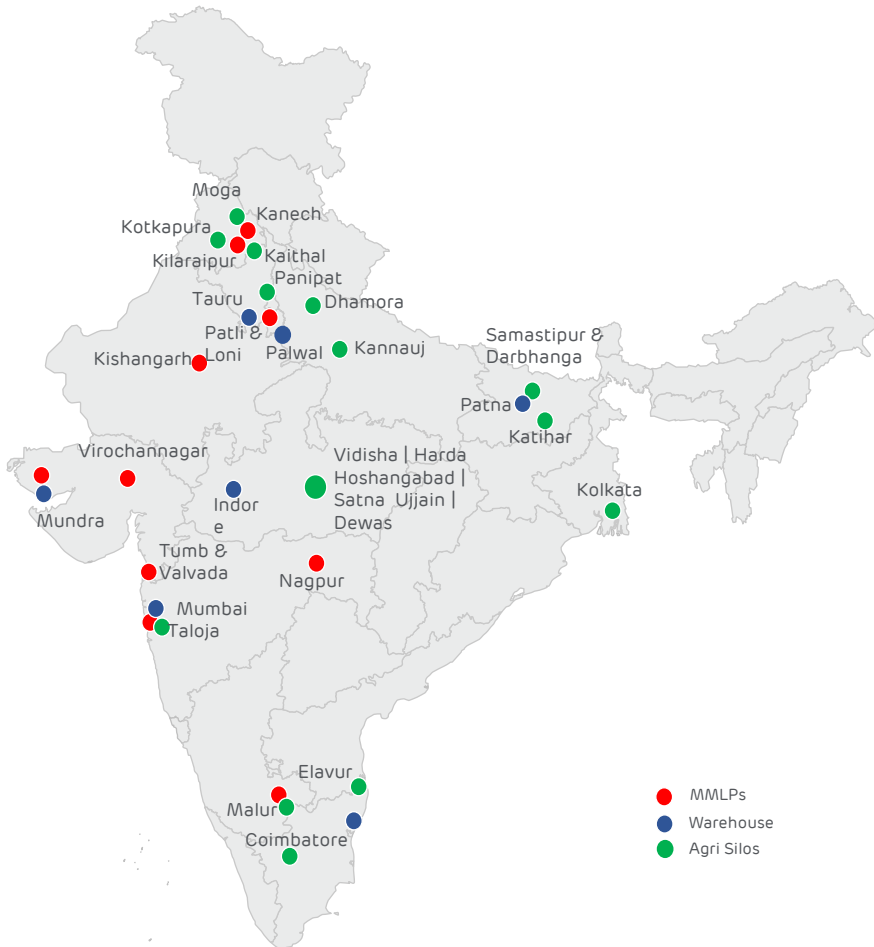 Moga
Kanech
Kotkapura
Kilaraipur
Kaithal
Panipat
Tauru
Dhamora
Patli &
Loni
Palwal
Kannauj
Kishangarh
Samastipur &
Darbhanga
Patna
Katihar
Virochannagar
Vidisha | Harda
Hoshangabad |
Satna Ujjain |
Dewas
Indor
e
Kolkata
Mundra
Tumb &
Valvada
Nagpur
Mumbai
Taloja
Elavur
Malur
Coimbatore
MMLPs
Warehouse
Agri Silos